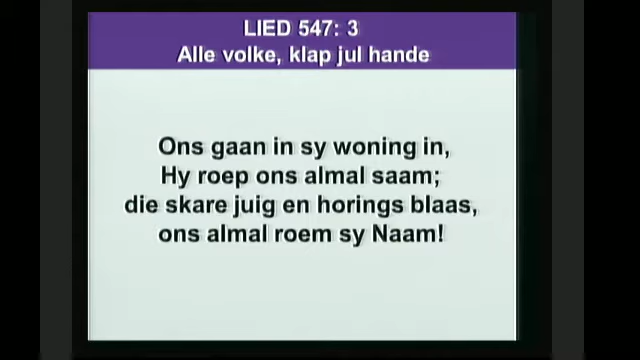 LIED 547: 3
Alle volke, klap jul hande
Ons gaan in sy woning in,
Hy roep ons almal saam;
die skare juig en horings blaas,
ons almal roem sy Naam!